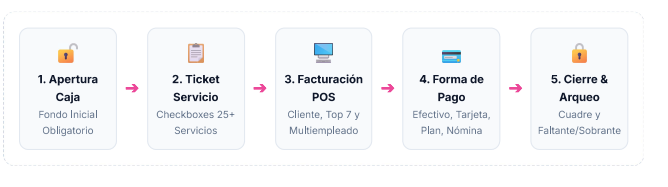 1. Apertura
Caja
Fondo Inicial
Obligatorio
2. Ticket
Servicio
Checkboxes 25+
Servicios
3. Facturación
POS
Cliente, Top 7 y
Multiempleado
4. Forma de
Pago
Efectivo, Tarjeta,
Plan, Nómina
5. Cierre &
Arqueo
Cuadre y
Faltante/Sobrante